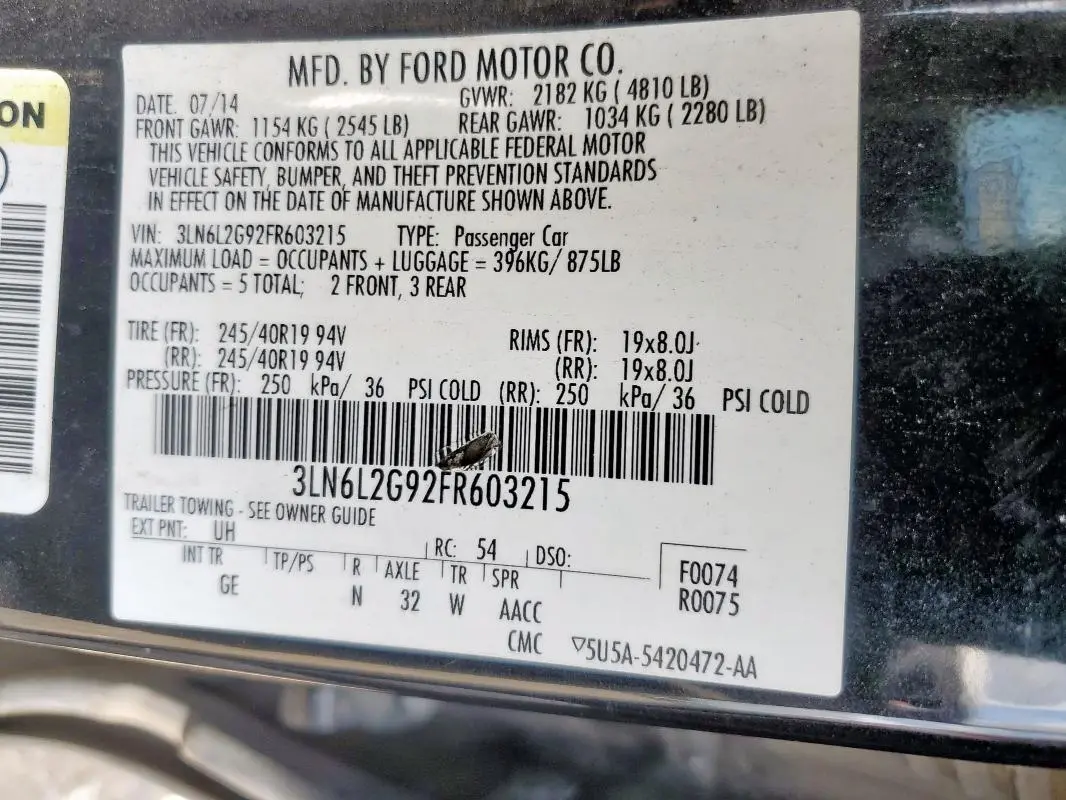 ON
MFD. BY FORD MOTOR CO.
DATE. 07/14 GVWR: 2182 KG ( 4810 LB)
FRONT GAWR: 1154 KG ( 2545 LB) REAR GAWR: 1034 KG ( 2280 LB)
THIS VEHICLE CONFORMS TO ALL APPLICABLE FEDERAL MOTOR
VEHICLE SAFETY, BUMPER, AND THEFT PREVENTION STANDARDS
IN EFFECT ON THE DATE OF MANUFACTURE SHOWN ABOVE.
VIN: 3LN6L2G92FR603215 TYPE: Passenger Car
MAXIMUM LOAD = OCCUPANTS + LUGGAGE = 396KG/ 875LB
OCCUPANTS = 5 TOTAL; 2 FRONT, 3 REAR
TIRE (FR): 245/40R19 94V RIMS (FR): 19x8.0J
(RR): 245/40R19 94V (RR): 19x8.0J
PRESSURE (FR): 250 kPa/ 36 PSI COLD (RR): 250 kPa/ 36 PSI COLD
3LN6L2G92FR603215
TRAILER TOWING - SEE OWNER GUIDE
EXT PNT: UH RC: 54 DSO:
INT TR TP/PS R AXLE TR SPR F0074
GE N 32 W AACC R0075
CMC ▽5U5A-5420472-AA